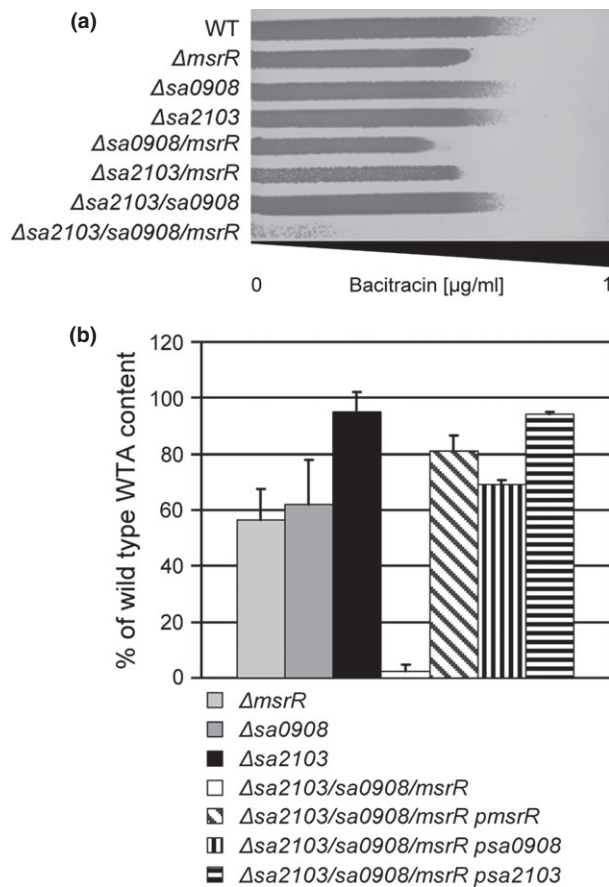 (a)
WT
ΔmsrR
Δsa0908
Δsa2103
Δsa0908/msrR
Δsa2103/msrR
Δsa2103/sa0908
Δsa2103/sa0908/msrR
0 Bacitracin [µg/ml] 1
(b)
% of wild type WTA content
120
100
80
60
40
20
0
ΔmsrR
Δsa0908
Δsa2103
Δsa2103/sa0908/msrR
Δsa2103/sa0908/msrR pmsrR
Δsa2103/sa0908/msrR psa0908
Δsa2103/sa0908/msrR psa2103